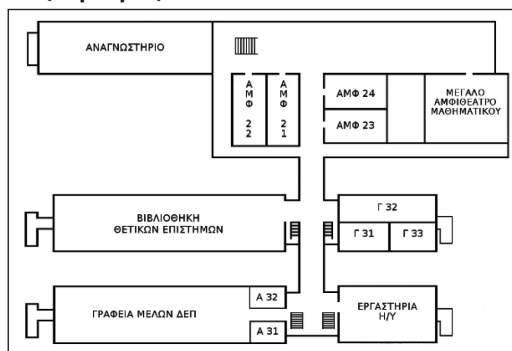 ΑΝΑΓΝΩΣΤΗΡΙΟ
ΑΜΦ 22
ΑΜΦ 21
ΑΜΦ 24
ΑΜΦ 23
ΜΕΓΑΛΟ
ΑΜΦΙΘΕΑΤΡΟ
ΜΑΘΗΜΑΤΙΚΟΥ
ΒΙΒΛΙΟΘΗΚΗ
ΘΕΤΙΚΩΝ ΕΠΙΣΤΗΜΩΝ
Γ 32
Γ 31
Γ 33
Α 32
ΓΡΑΦΕΙΑ ΜΕΛΩΝ ΔΕΠ
Α 31
ΕΡΓΑΣΤΗΡΙΑ
Η/Υ